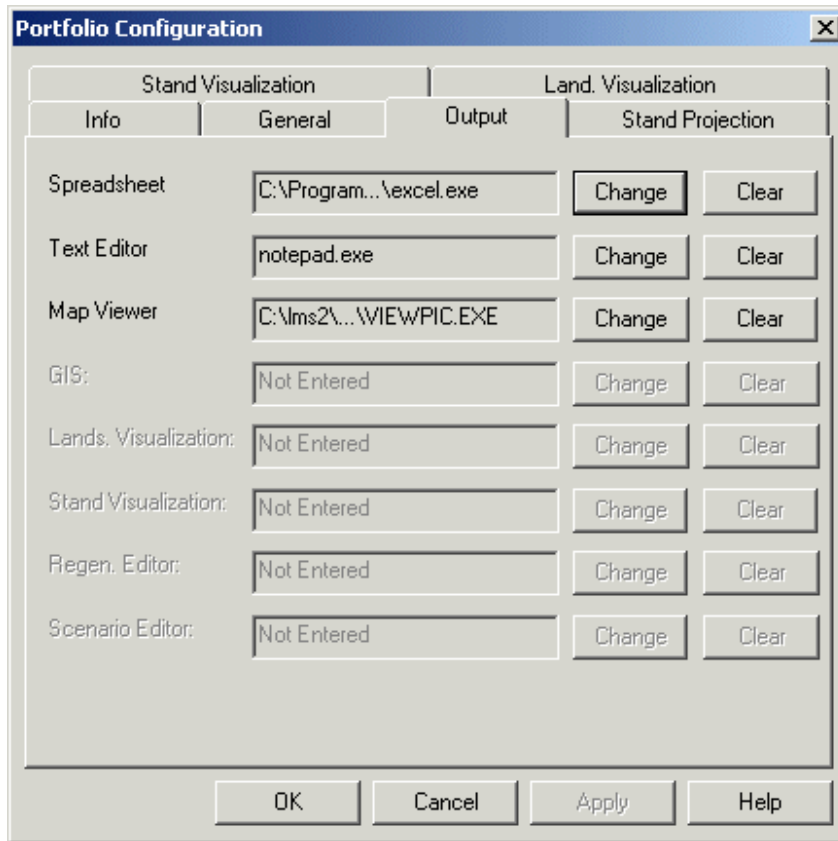 Portfolio Configuration
Stand Visualization Land. Visualization
Info General Output Stand Projection
Spreadsheet C:\Program...\excel.exe Change Clear
Text Editor notepad.exe Change Clear
Map Viewer C:\lms2\...\VIEWPIC.EXE Change Clear
GIS: Not Entered Change Clear
Lands. Visualization: Not Entered Change Clear
Stand Visualization: Not Entered Change Clear
Regen. Editor: Not Entered Change Clear
Scenario Editor: Not Entered Change Clear
OK Cancel Apply Help